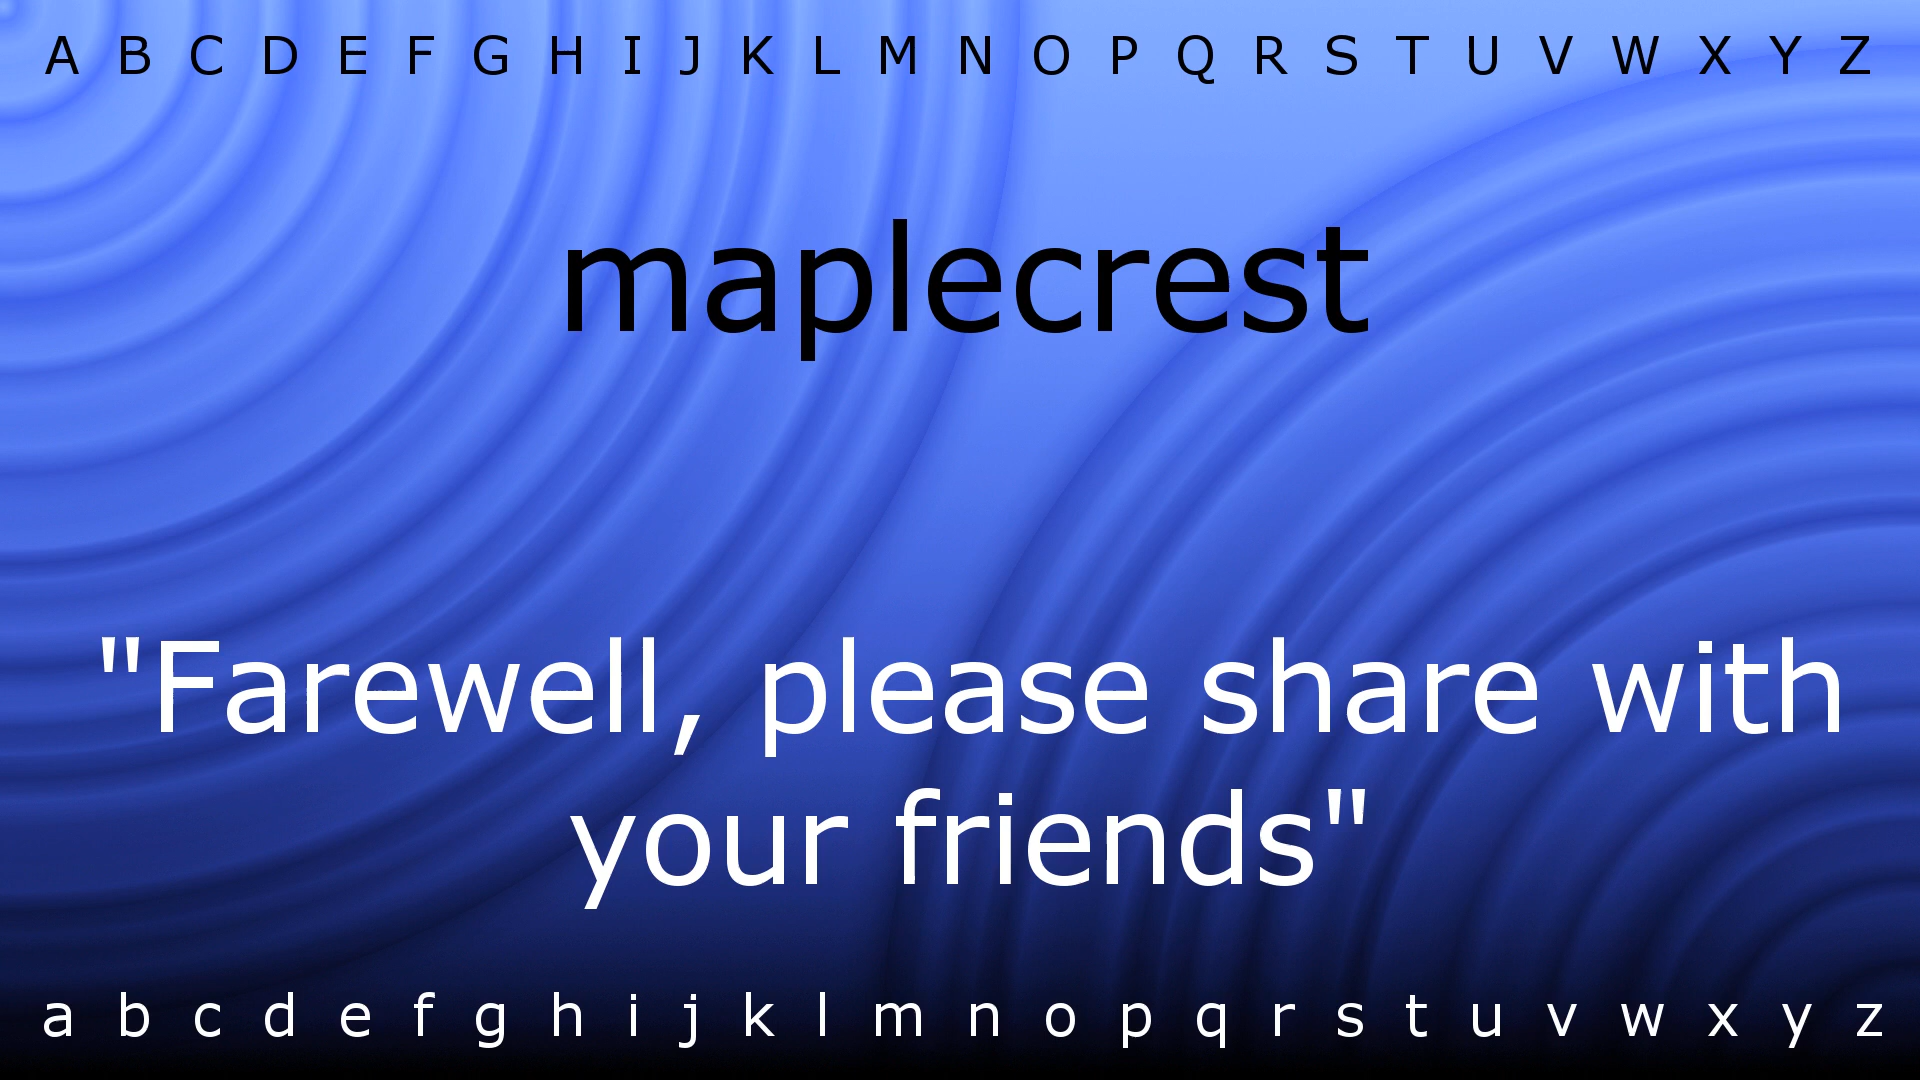 A B C D E F G H I J K L M N O P Q R S T U V W X Y Z
maplecrest
"Farewell, please share with
your friends"
a b c d e f g h i j k l m n o p q r s t u v w x y z